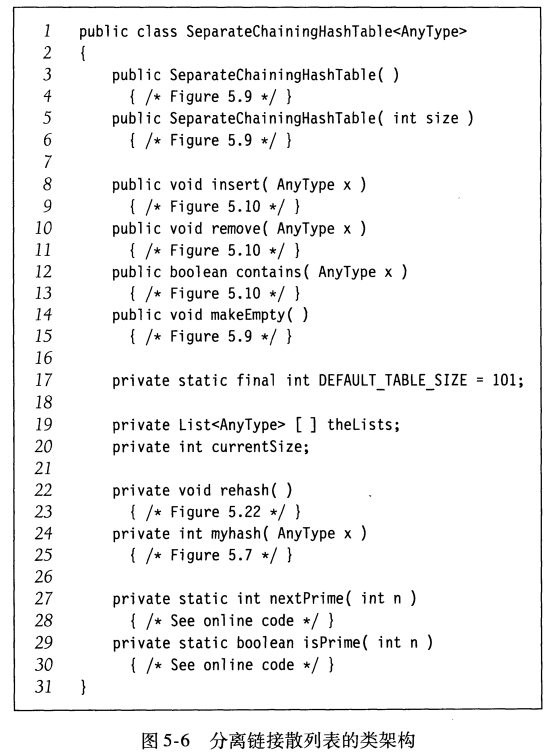 1 public class SeparateChainingHashTable<AnyType>
2 {
3 public SeparateChainingHashTable( )
4 { /* Figure 5.9 */ }
5 public SeparateChainingHashTable( int size )
6 { /* Figure 5.9 */ }
7
8 public void insert( AnyType x )
9 { /* Figure 5.10 */ }
10 public void remove( AnyType x )
11 { /* Figure 5.10 */ }
12 public boolean contains( AnyType x )
13 { /* Figure 5.10 */ }
14 public void makeEmpty( )
15 { /* Figure 5.9 */ }
16
17 private static final int DEFAULT_TABLE_SIZE = 101;
18
19 private List<AnyType> [ ] theLists;
20 private int currentSize;
21
22 private void rehash( )
23 { /* Figure 5.22 */ }
24 private int myhash( AnyType x )
25 { /* Figure 5.7 */ }
26
27 private static int nextPrime( int n )
28 { /* See online code */ }
29 private static boolean isPrime( int n )
30 { /* See online code */ }
31 }
图 5-6 分离链接散列表的类架构